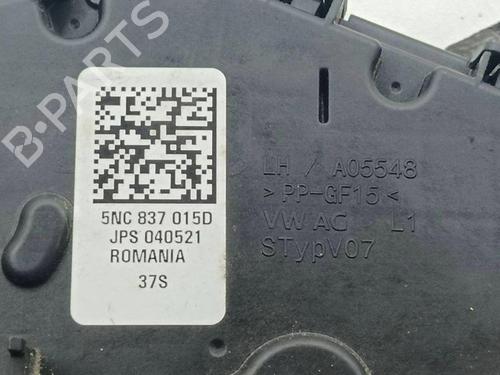 B-PARTS
5NC 837 015D
JPS 040521
ROMANIA
37S
LH / A05548
>PP-GF15<
VW AG L1
STypV07